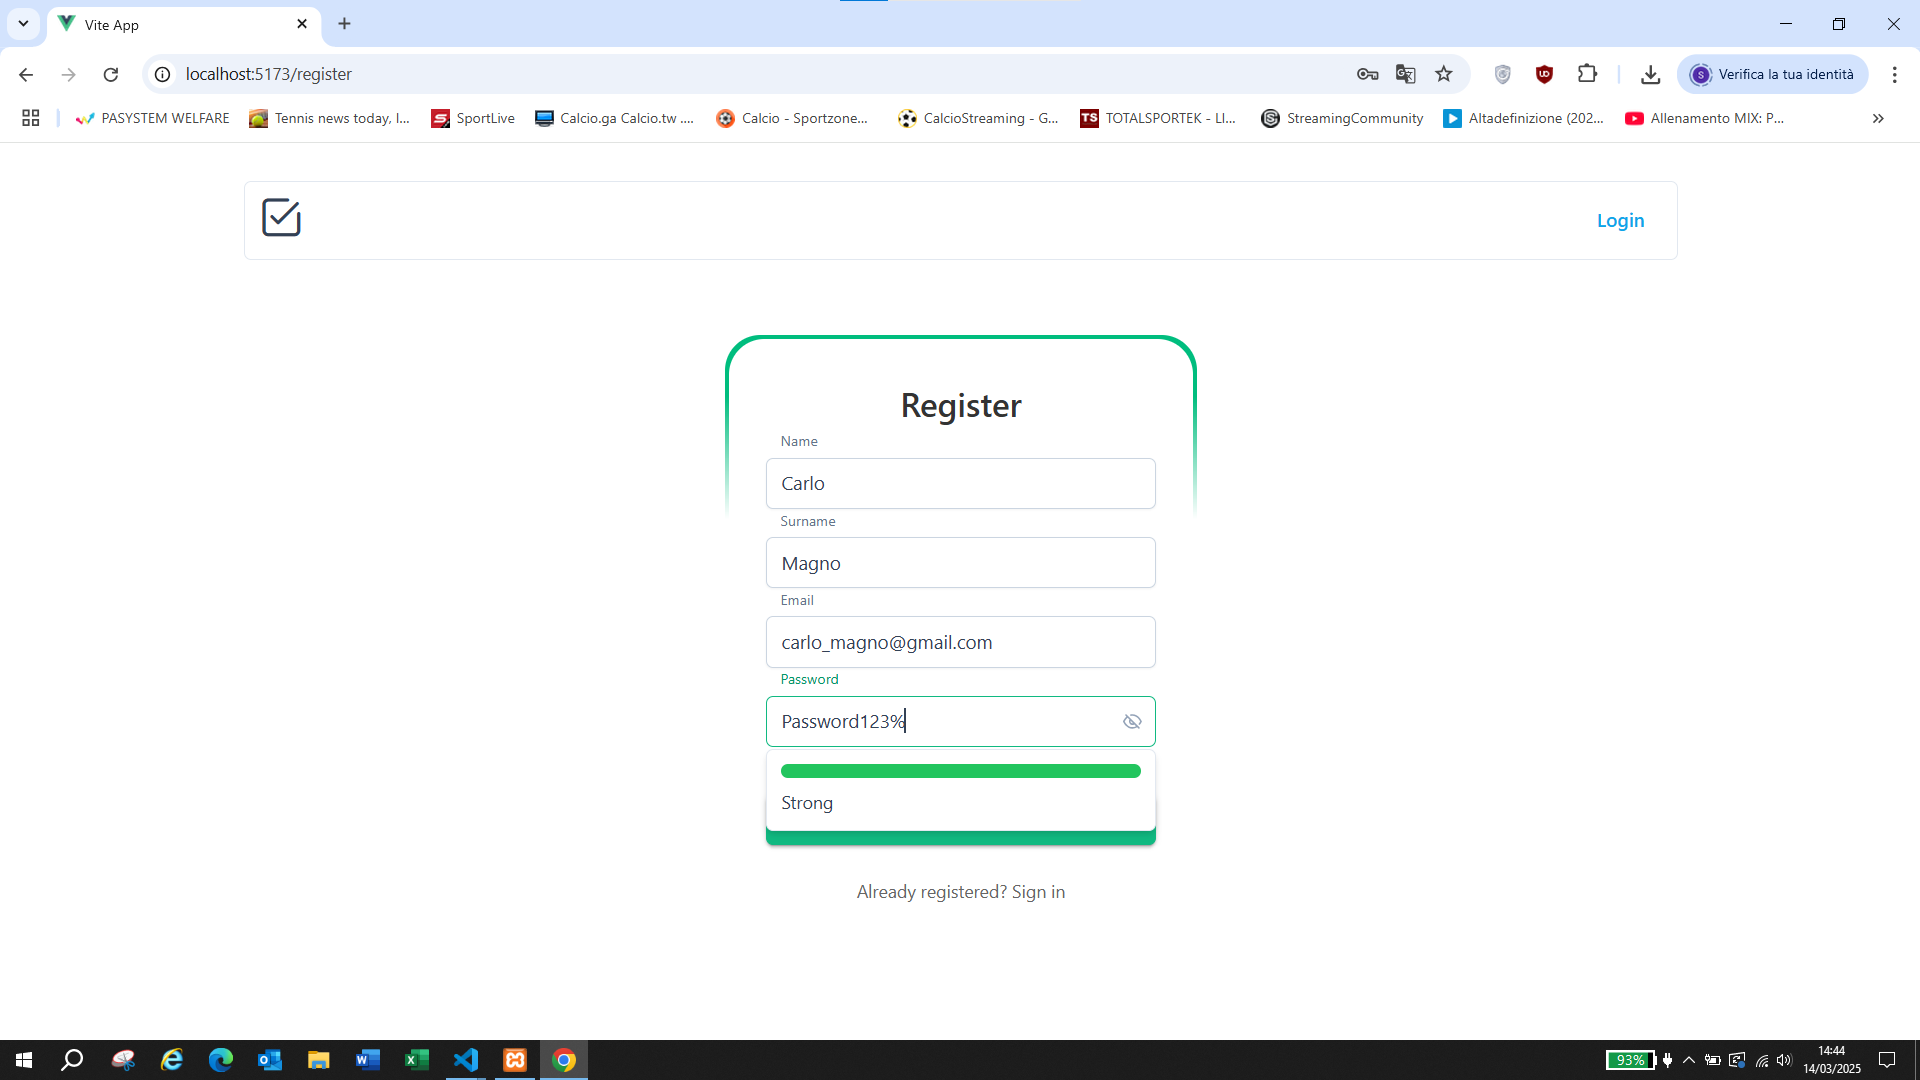 Vite App
localhost:5173/register
Verifica la tua identità
PASYSTEM WELFARE
Tennis news today, l...
SportLive
Calcio.ga Calcio.tw ....
Calcio - Sportzone...
CalcioStreaming - G...
TOTALSPORTEK - LI...
StreamingCommunity
Altadefinizione (202...
Allenamento MIX: P...
Login
Register
Name
Carlo
Surname
Magno
Email
carlo_magno@gmail.com
Password
Password123%
Strong
Already registered? Sign in
93%
14:44
14/03/2025